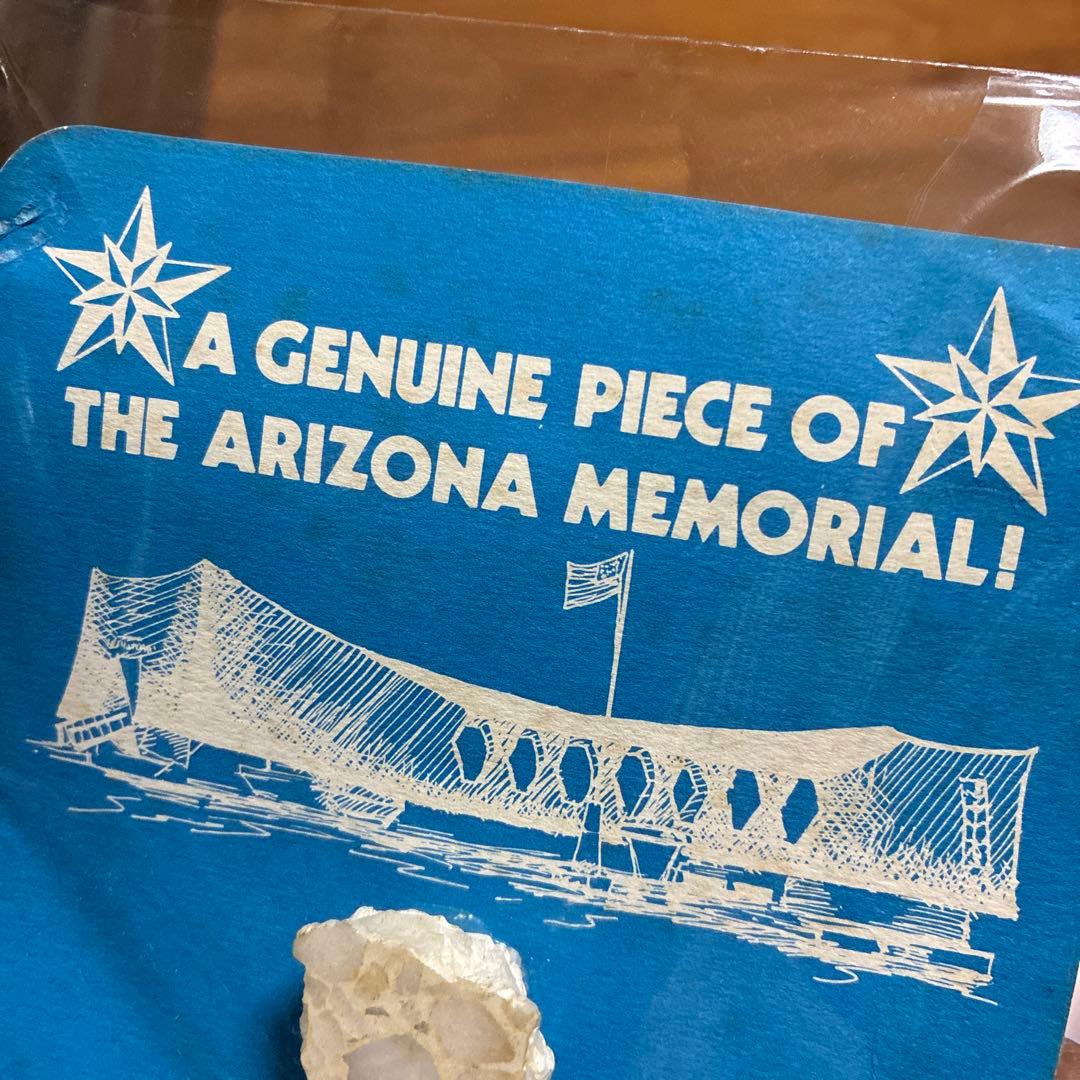 A GENUINE PIECE OF
THE ARIZONA MEMORIAL!